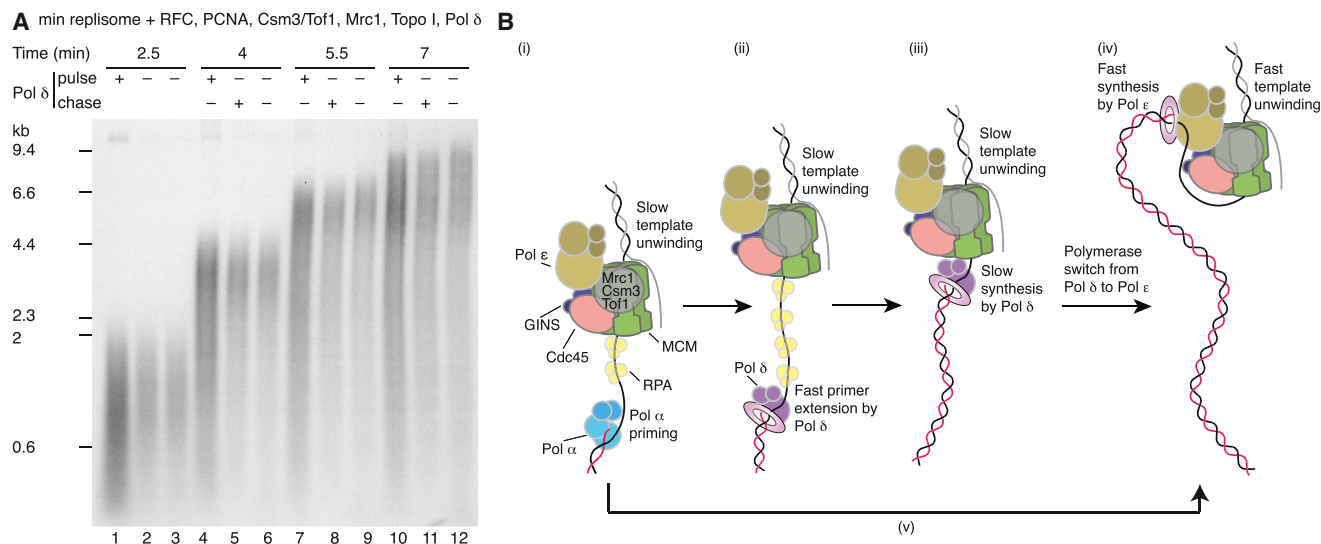 A min replisome + RFC, PCNA, Csm3/Tof1, Mrc1, Topo I, Pol δ
Time (min) 2.5 4 5.5 7
Pol δ
pulse + – – + – – + – – + – –
chase – + – – + – – + –
kb
9.4
6.6
4.4
2.3
2
0.6
1 2 3 4 5 6 7 8 9 10 11 12
B
(i)
Slow
template
unwinding
Pol ε
Mrc1
Csm3
Tof1
GINS
Cdc45
MCM
RPA
Pol α
priming
Pol α
(ii)
Slow
template
unwinding
Pol δ
Fast primer
extension by
Pol δ
(iii)
Slow
template
unwinding
Slow
synthesis
by Pol δ
Polymerase
switch from
Pol δ to Pol ε
(iv)
Fast
synthesis
by Pol ε
Fast
template
unwinding
(v)